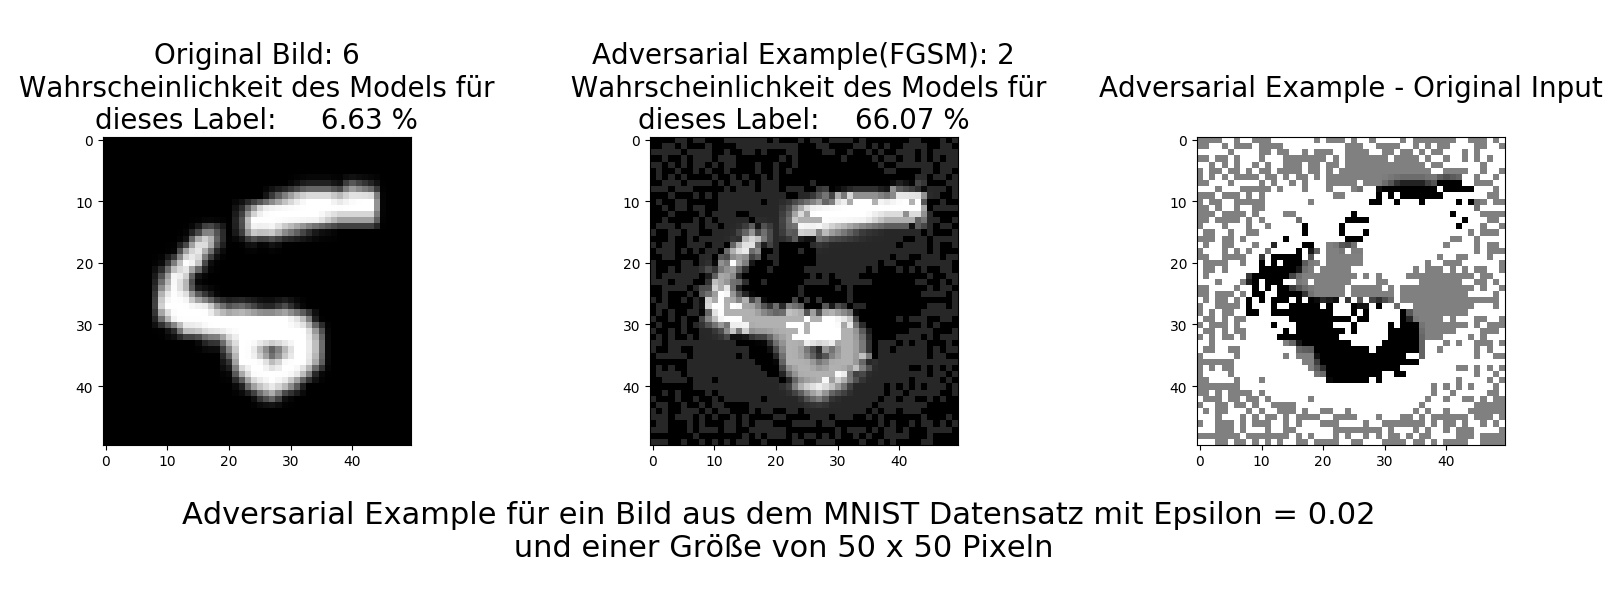 Original Bild: 6
Wahrscheinlichkeit des Models für
dieses Label: 6.63 %
Adversarial Example(FGSM): 2
Wahrscheinlichkeit des Models für
dieses Label: 66.07 %
Adversarial Example - Original Input
0
10
20
30
40
0 10 20 30 40
0
10
20
30
40
0 10 20 30 40
0
10
20
30
40
0 10 20 30 40
Adversarial Example für ein Bild aus dem MNIST Datensatz mit Epsilon = 0.02
und einer Größe von 50 x 50 Pixeln